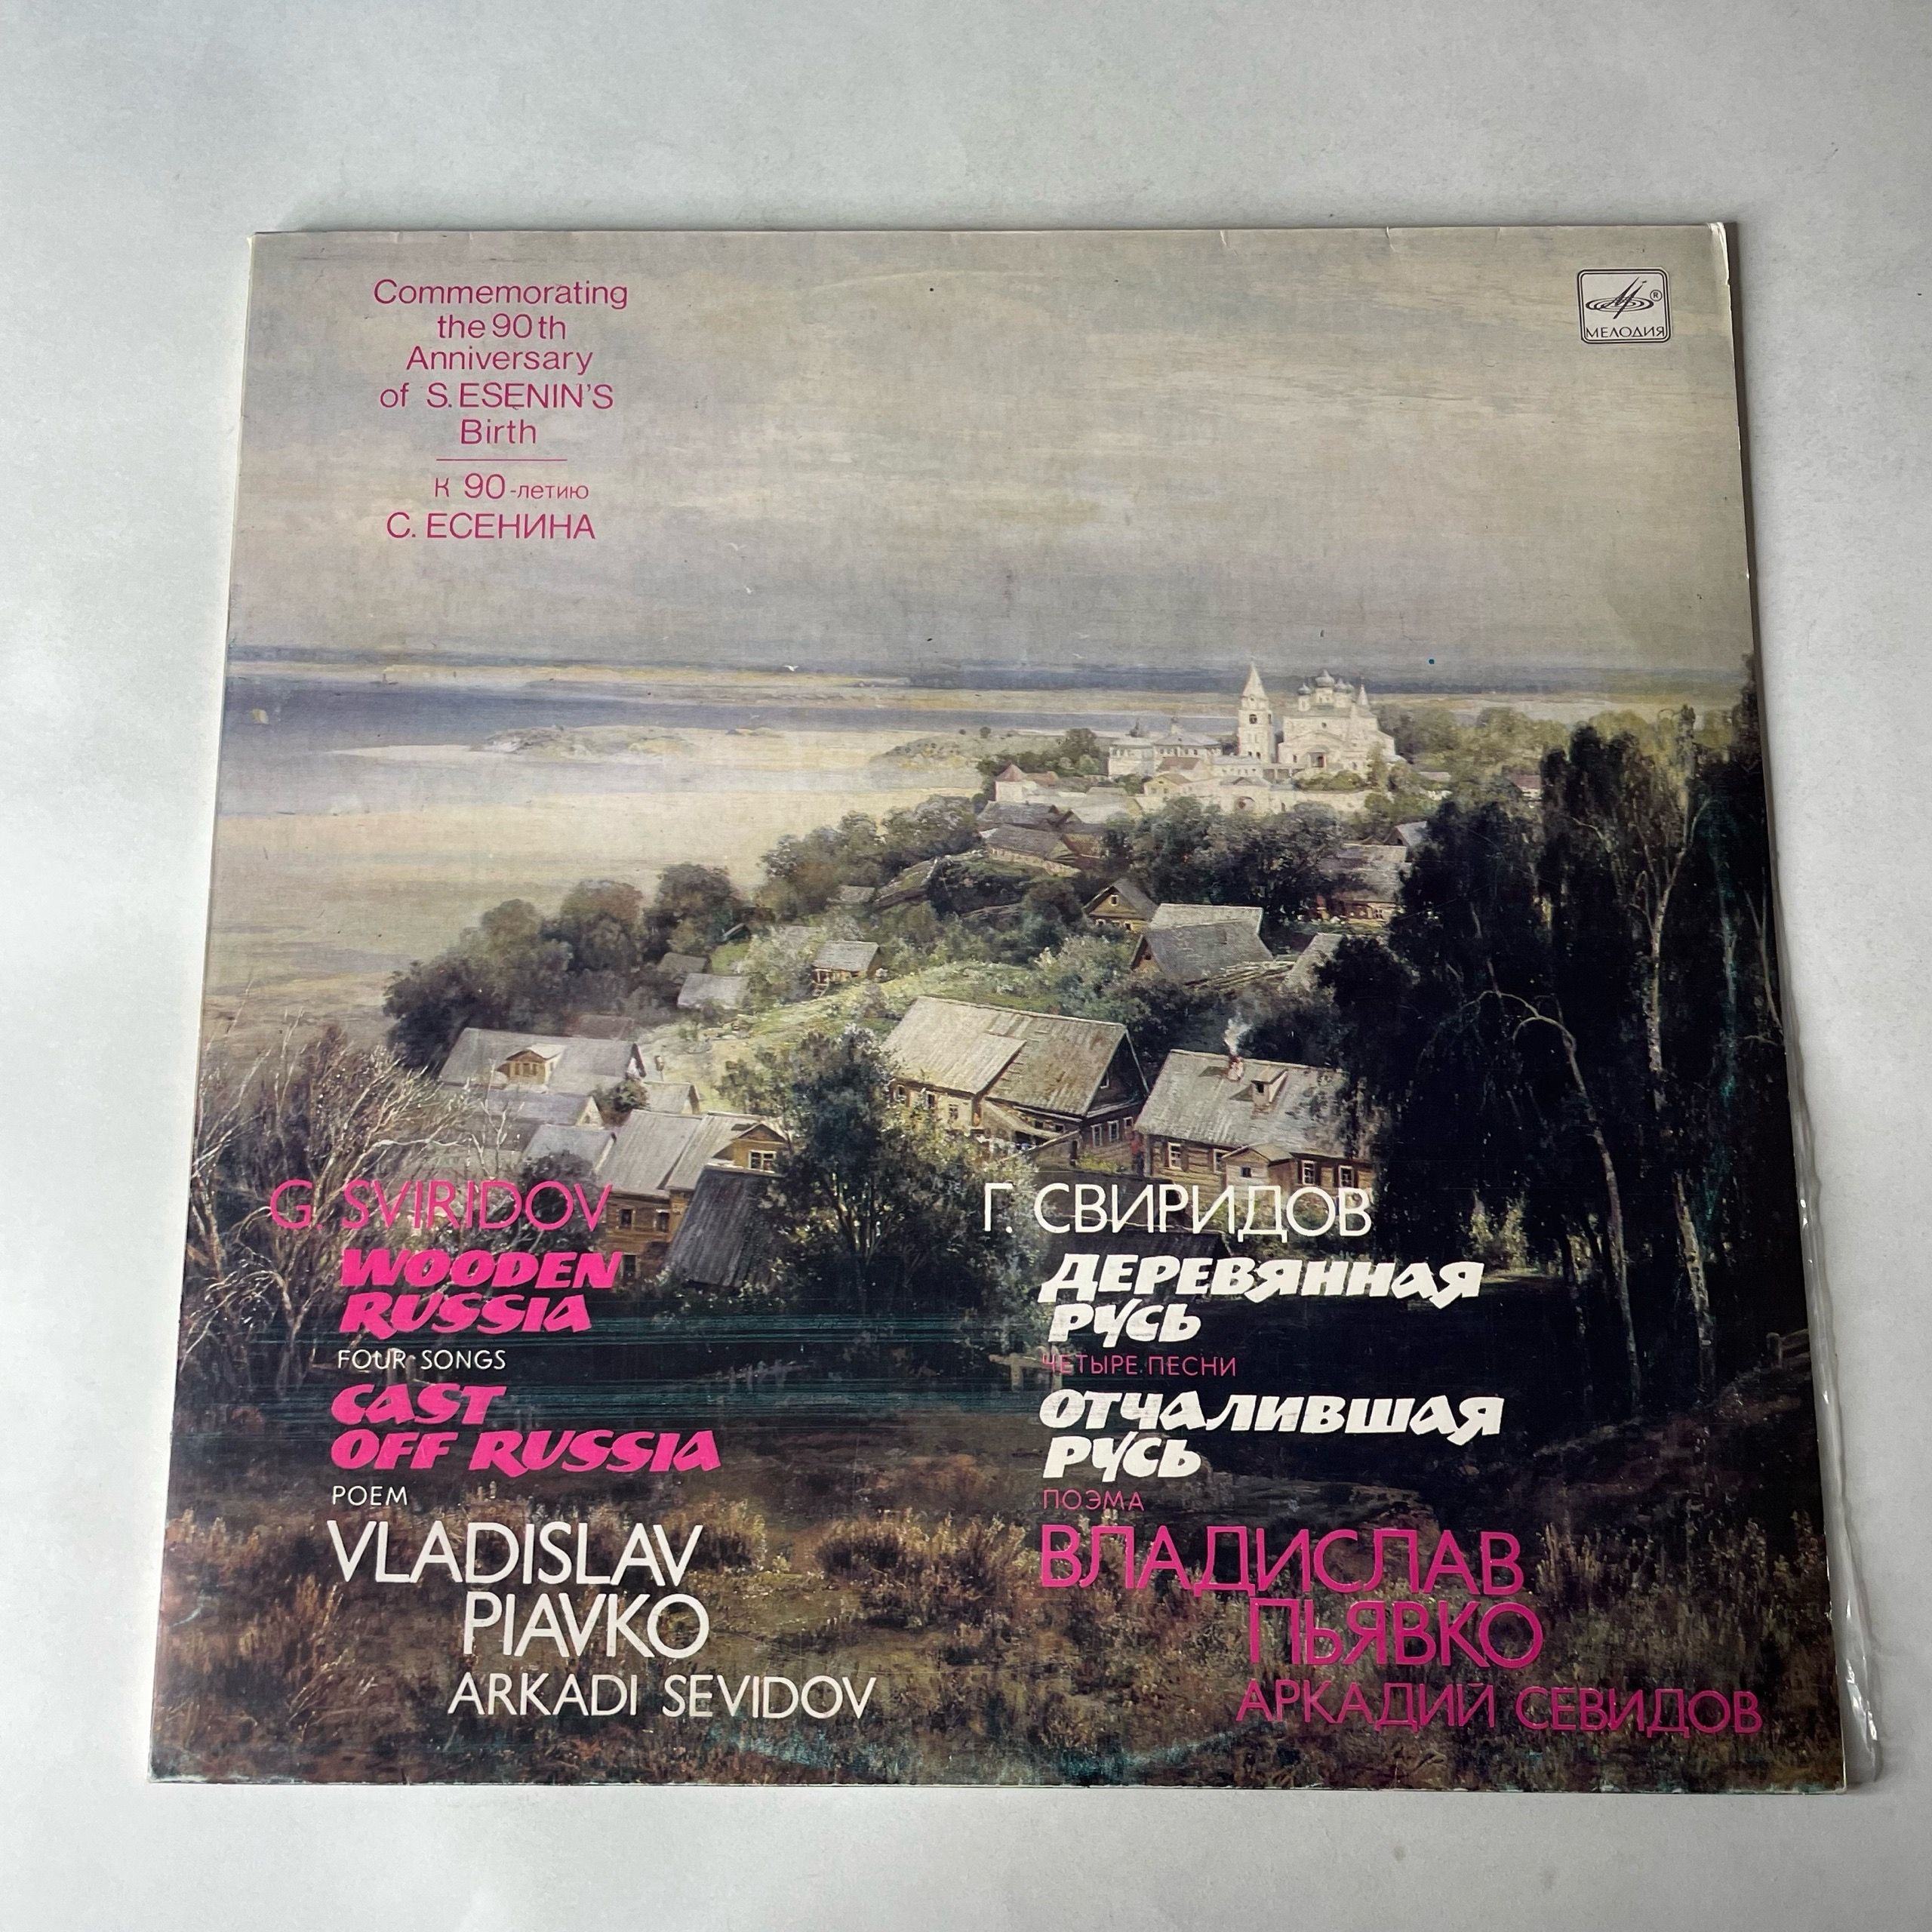 Commemorating
the 90th
Anniversary
of S. ESENIN'S
Birth
К 90-летию
С. ЕСЕНИНА
®
МЕЛОДИЯ
G. SVIRIDOV
WOODEN
RUSSIA
FOUR SONGS
CAST
OFF RUSSIA
POEM
VLADISLAV
PIAVKO
ARKADI SEVIDOV
Г. СВИРИДОВ
ДЕРЕВЯННАЯ
РУСЬ
ЧЕТЫРЕ ПЕСНИ
ОТЧАЛИВШАЯ
РУСЬ
ПОЭМА
ВЛАДИСЛАВ
ПЬЯВКО
АРКАДИЙ СЕВИДОВ